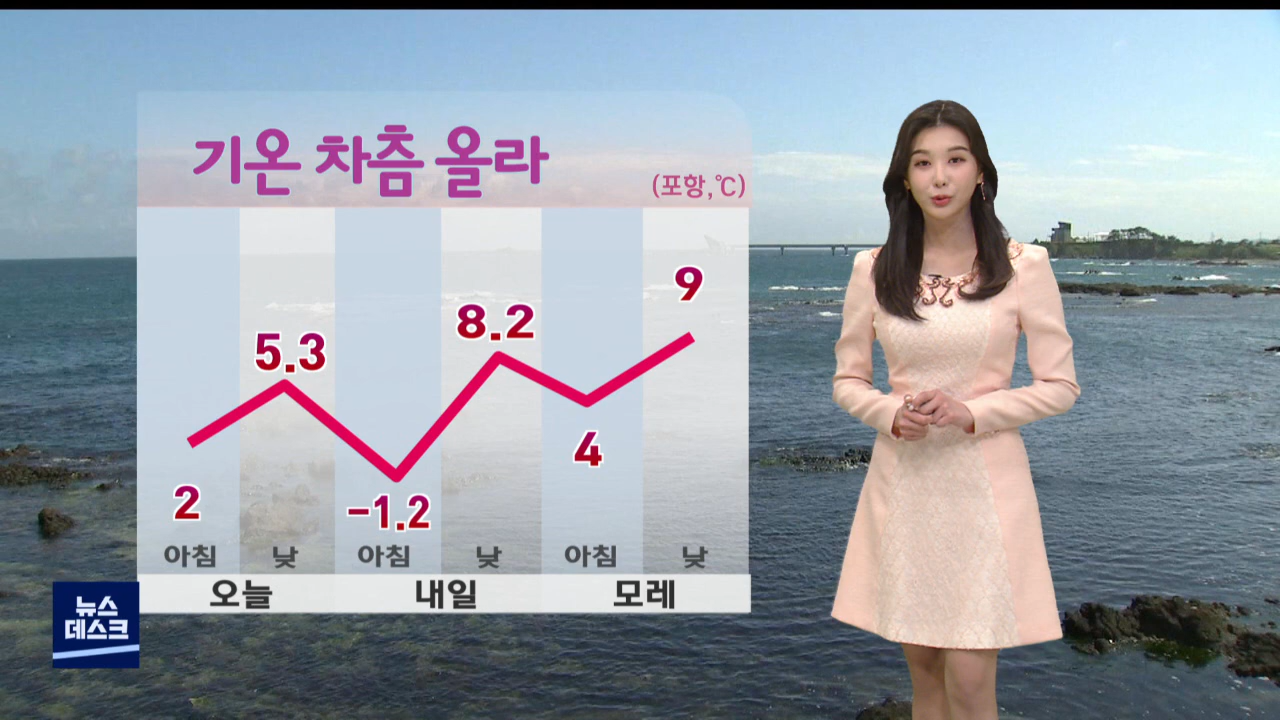 기온 차츰 올라
(포항,℃)
5.3
8.2
9
2
-1.2
4
아침 낮 아침 낮 아침 낮
오늘 내일 모레
뉴스
데스크